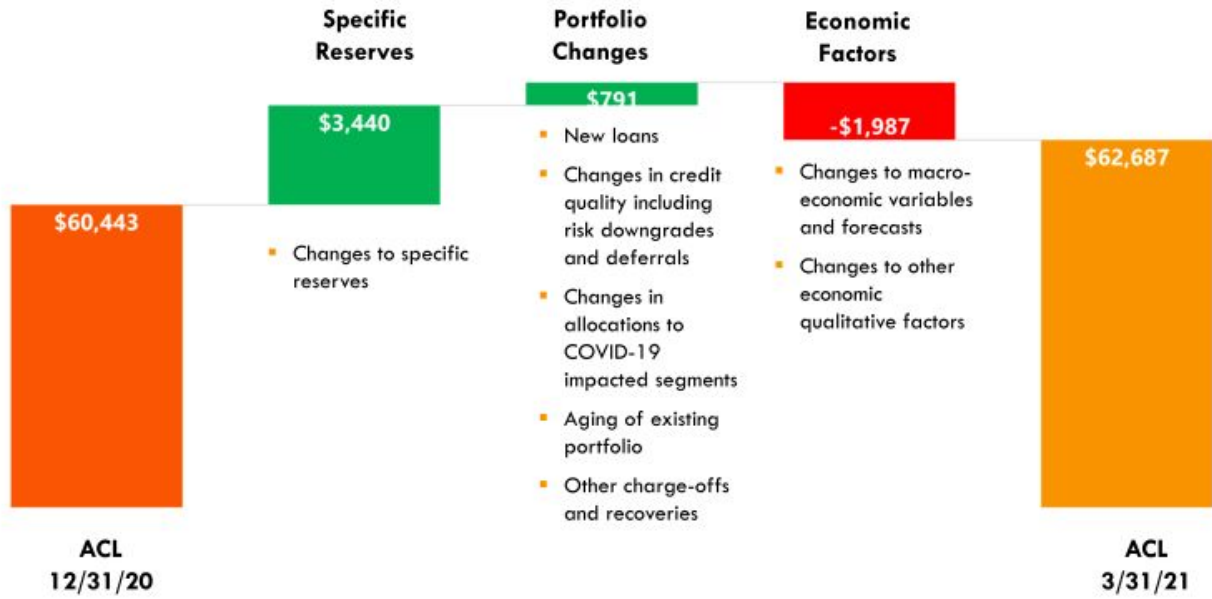 Specific
Reserves
Portfolio
Changes
Economic
Factors
$60,443
$3,440
▪ Changes to specific
reserves
$791
▪ New loans
▪ Changes in credit
quality including
risk downgrades
and deferrals
▪ Changes in
allocations to
COVID-19
impacted segments
▪ Aging of existing
portfolio
▪ Other charge-offs
and recoveries
-$1,987
▪ Changes to macro-
economic variables
and forecasts
▪ Changes to other
economic
qualitative factors
$62,687
ACL
12/31/20
ACL
3/31/21